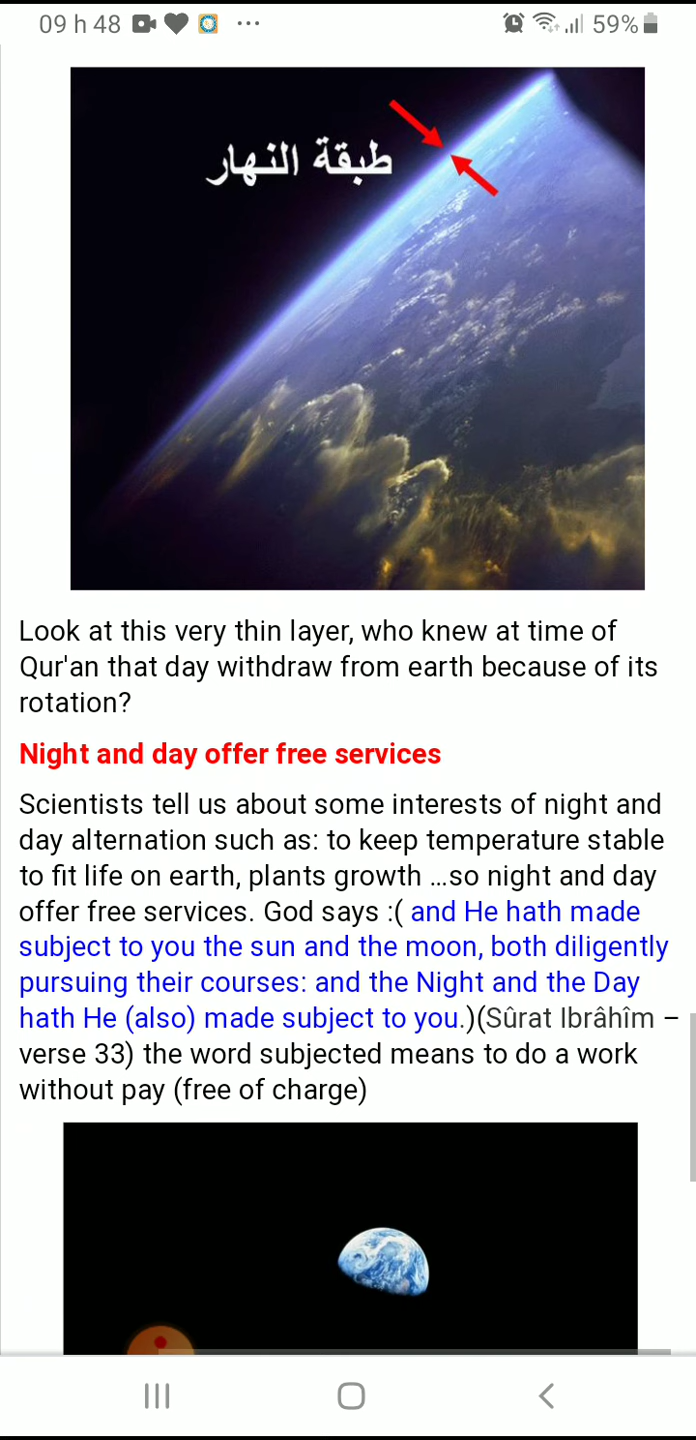 09 h 48
59%
طبقة النهار
Look at this very thin layer, who knew at time of
Qur'an that day withdraw from earth because of its
rotation?
Night and day offer free services
Scientists tell us about some interests of night and
day alternation such as: to keep temperature stable
to fit life on earth, plants growth ...so night and day
offer free services. God says :( and He hath made
subject to you the sun and the moon, both diligently
pursuing their courses: and the Night and the Day
hath He (also) made subject to you.)(Sûrat Ibrâhîm –
verse 33) the word subjected means to do a work
without pay (free of charge)